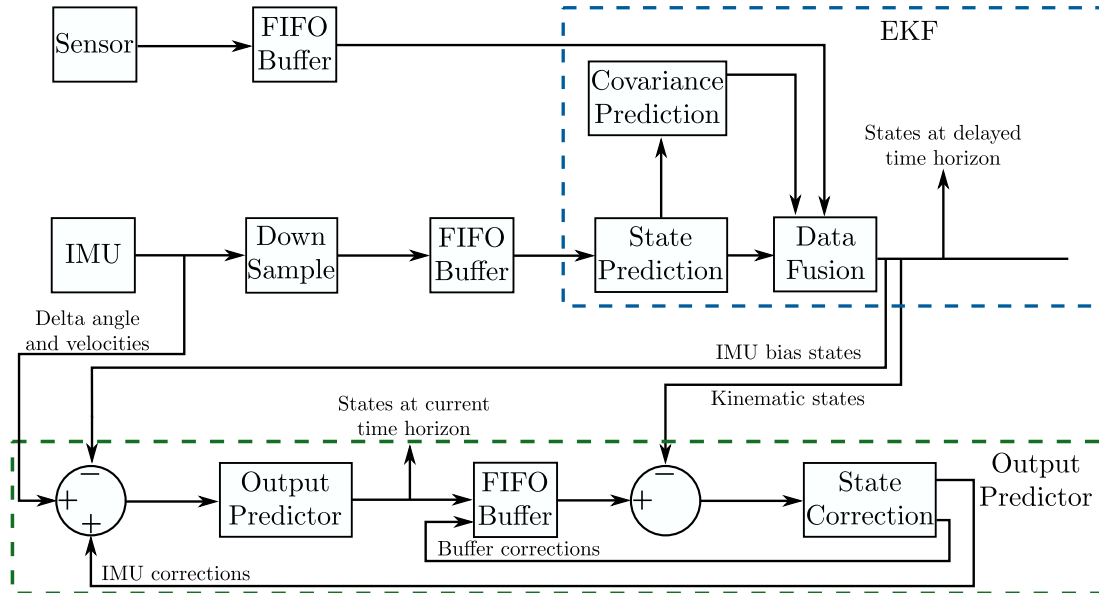 Sensor
FIFO
Buffer
EKF
Covariance
Prediction
States at delayed
time horizon
IMU
Down
Sample
FIFO
Buffer
State
Prediction
Data
Fusion
Delta angle
and velocities
IMU bias states
Kinematic states
States at current
time horizon
−
+
+
Output
Predictor
FIFO
Buffer
−
+
State
Correction
Output
Predictor
Buffer corrections
IMU corrections